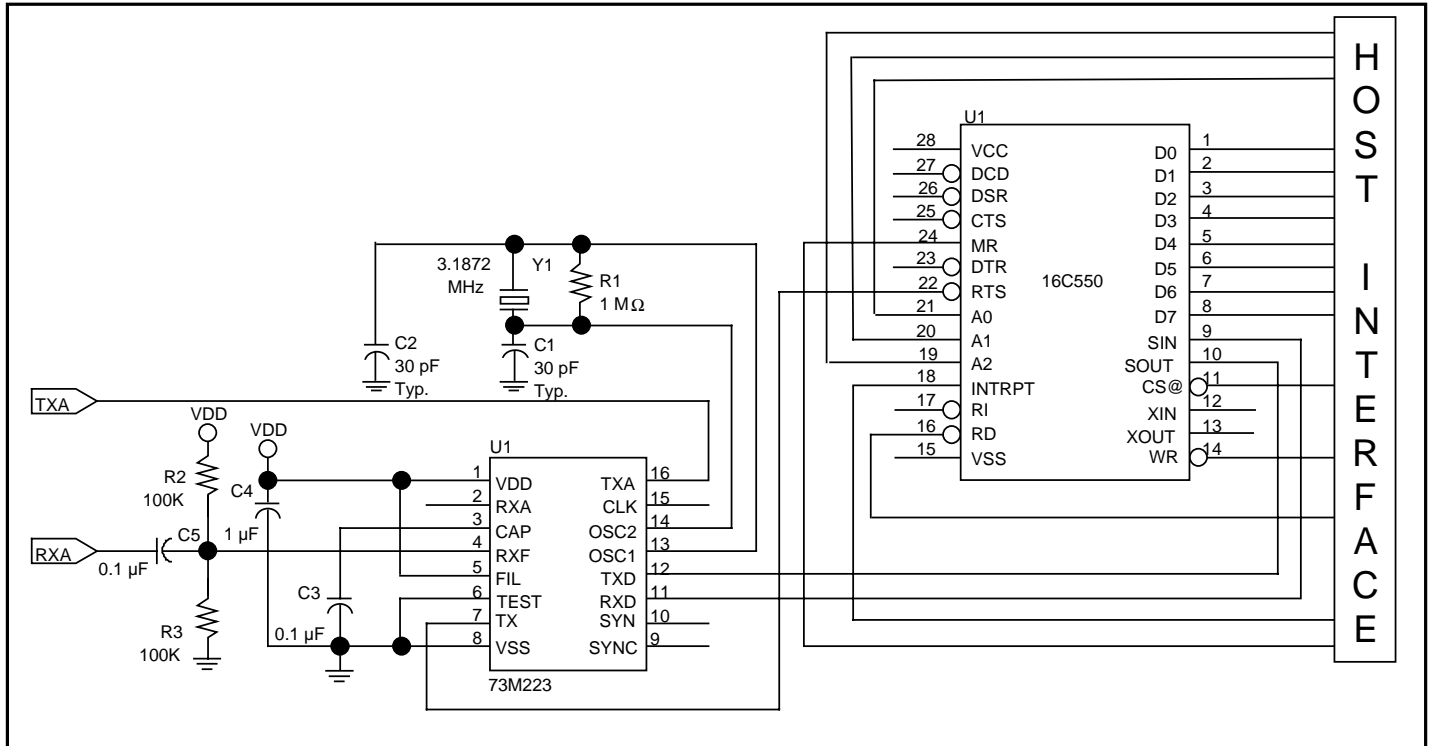 HOST INTERFACE
U1
28 VCC
27 DCD
26 DSR
25 CTS
24 MR
23 DTR
22 RTS
21 A0
20 A1
19 A2
18 INTRPT
17 RI
16 RD
15 VSS
16C550
D0 1
D1 2
D2 3
D3 4
D4 5
D5 6
D6 7
D7 8
SIN 9
SOUT 10
CS@ 11
XIN 12
XOUT 13
WR 14
3.1872
MHz
Y1
R1
1 MΩ
C2
30 pF
Typ.
C1
30 pF
Typ.
TXA
VDD
VDD
R2
100K
C4
1 µF
C5
0.1 µF
RXA
R3
100K
C3
0.1 µF
U1
1 VDD
2 RXA
3 CAP
4 RXF
5 FIL
6 TEST
7 TX
8 VSS
TXA 16
CLK 15
OSC2 14
OSC1 13
TXD 12
RXD 11
SYN 10
SYNC 9
73M223